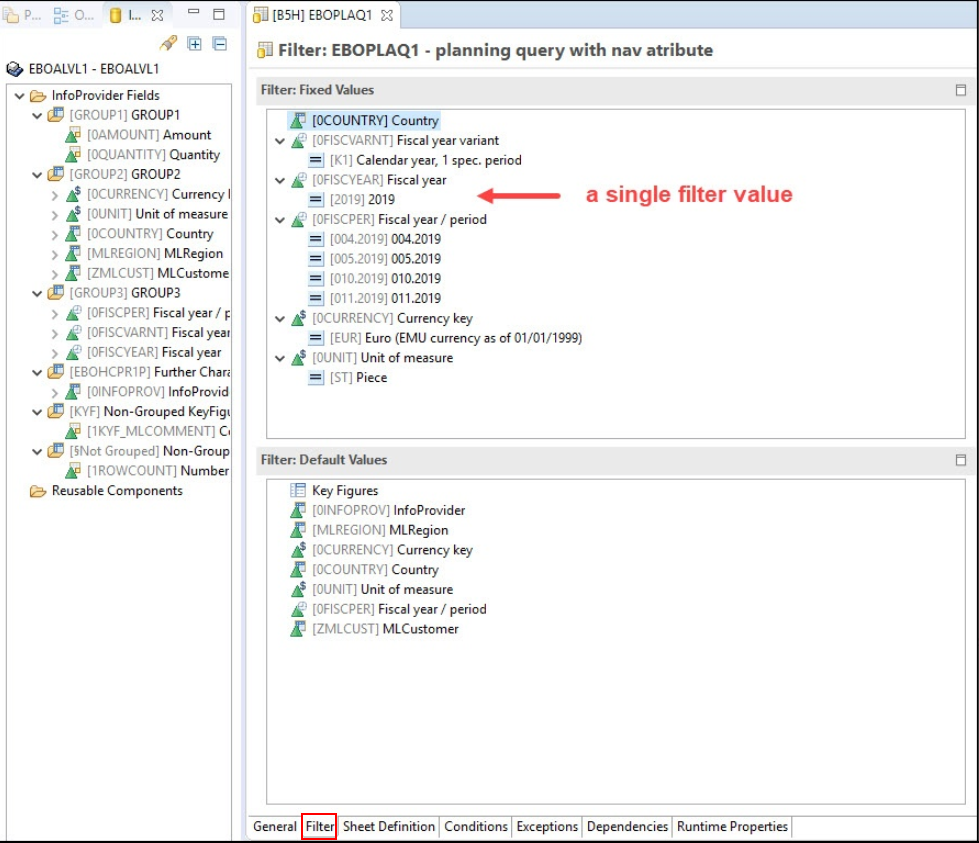 P...
O...
I...
EBOALVL1 - EBOALVL1
InfoProvider Fields
[GROUP1] GROUP1
[0AMOUNT] Amount
[0QUANTITY] Quantity
[GROUP2] GROUP2
[0CURRENCY] Currency
[0UNIT] Unit of measure
[0COUNTRY] Country
[MLREGION] MLRegion
[ZMLCUST] MLCustome
[GROUP3] GROUP3
[0FISCPER] Fiscal year / p
[0FISCVARNT] Fiscal year
[0FISCYEAR] Fiscal year
[EBOHCPR1P] Further Chara
[0INFOPROV] InfoProvid
[KYF] Non-Grouped KeyFigu
[1KYF_MLCOMMENT] C
[§Not Grouped] Non-Group
[1ROWCOUNT] Number
Reusable Components
[B5H] EBOPLAQ1
Filter: EBOPLAQ1 - planning query with nav atribute
Filter: Fixed Values
[0COUNTRY] Country
[0FISCVARNT] Fiscal year variant
[K1] Calendar year, 1 spec. period
[0FISCYEAR] Fiscal year
[2019] 2019
a single filter value
[0FISCPER] Fiscal year / period
[004.2019] 004.2019
[005.2019] 005.2019
[010.2019] 010.2019
[011.2019] 011.2019
[0CURRENCY] Currency key
[EUR] Euro (EMU currency as of 01/01/1999)
[0UNIT] Unit of measure
[ST] Piece
Filter: Default Values
Key Figures
[0INFOPROV] InfoProvider
[MLREGION] MLRegion
[0CURRENCY] Currency key
[0COUNTRY] Country
[0UNIT] Unit of measure
[0FISCPER] Fiscal year / period
[ZMLCUST] MLCustomer
General Filter Sheet Definition Conditions Exceptions Dependencies Runtime Properties